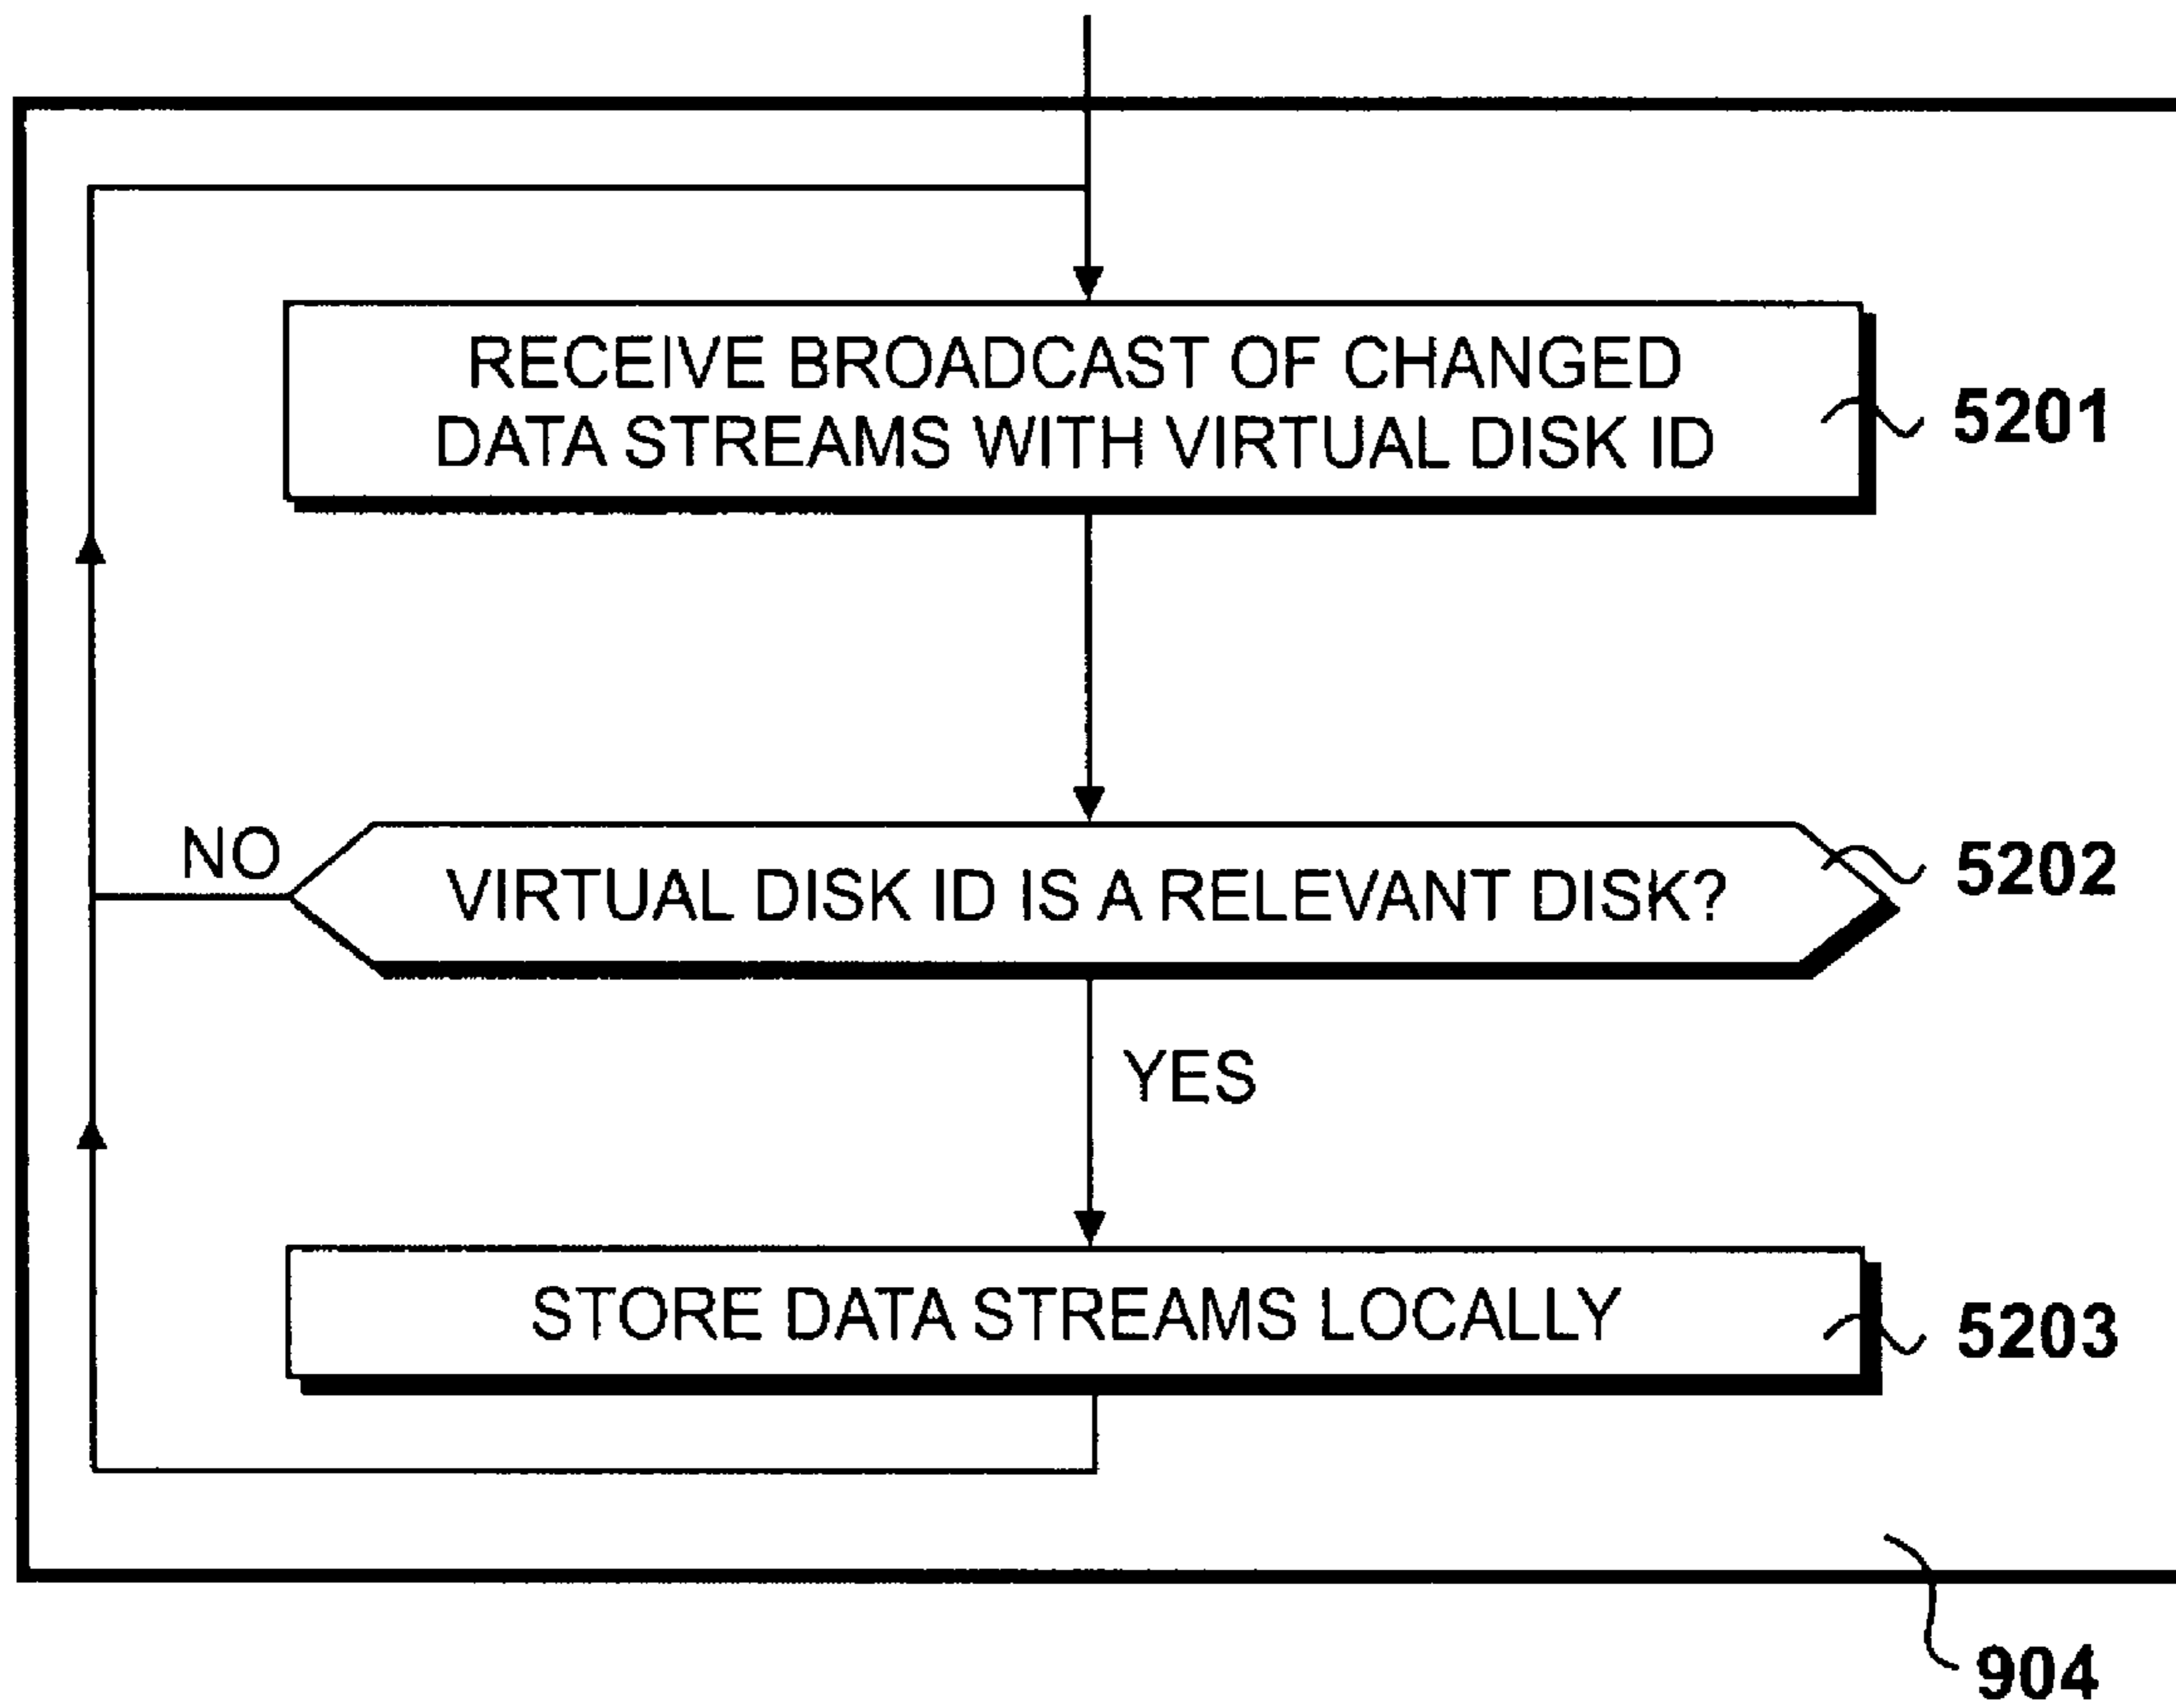 RECEIVE BROADCAST OF CHANGED
DATA STREAMS WITH VIRTUAL DISK ID
5201
NO
VIRTUAL DISK ID IS A RELEVANT DISK?
5202
YES
STORE DATA STREAMS LOCALLY
5203
904